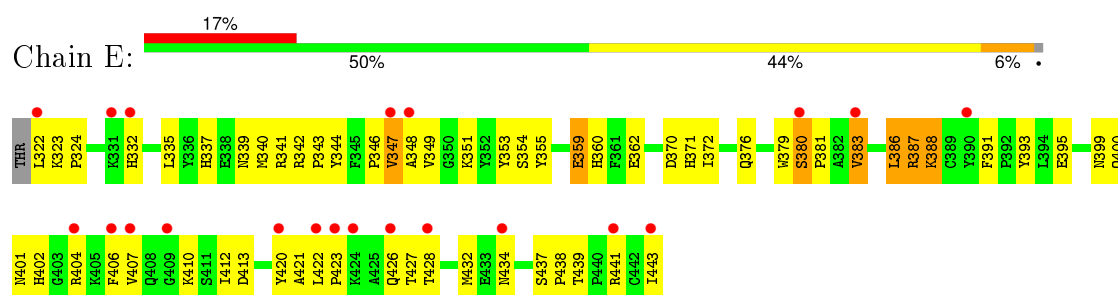 17%
Chain E:
50% 44% 6% •
THR L322 K323 P324 K331 H332 L335 Y336 H337 E338 N339 M340 R341 R342 P343 Y344 F345 P346 V347 A348 V349 G350 K351 Y352 Y353 S354 Y355 E359 H360 F361 E362 D370 H371 I372 Q376 W379 S380 P381 A382 V383 L386 R387 K388 C389 Y390 F391 P392 Y393 L394 E395 N399
N401 H402 G403 R404 K405 F406 V407 Q408 G409 K410 S411 I412 D413 Y420 A421 L422 P423 K424 A425 Q426 T427 T428 M432 E433 N434 S437 P438 T439 P440 R441 C442 I443